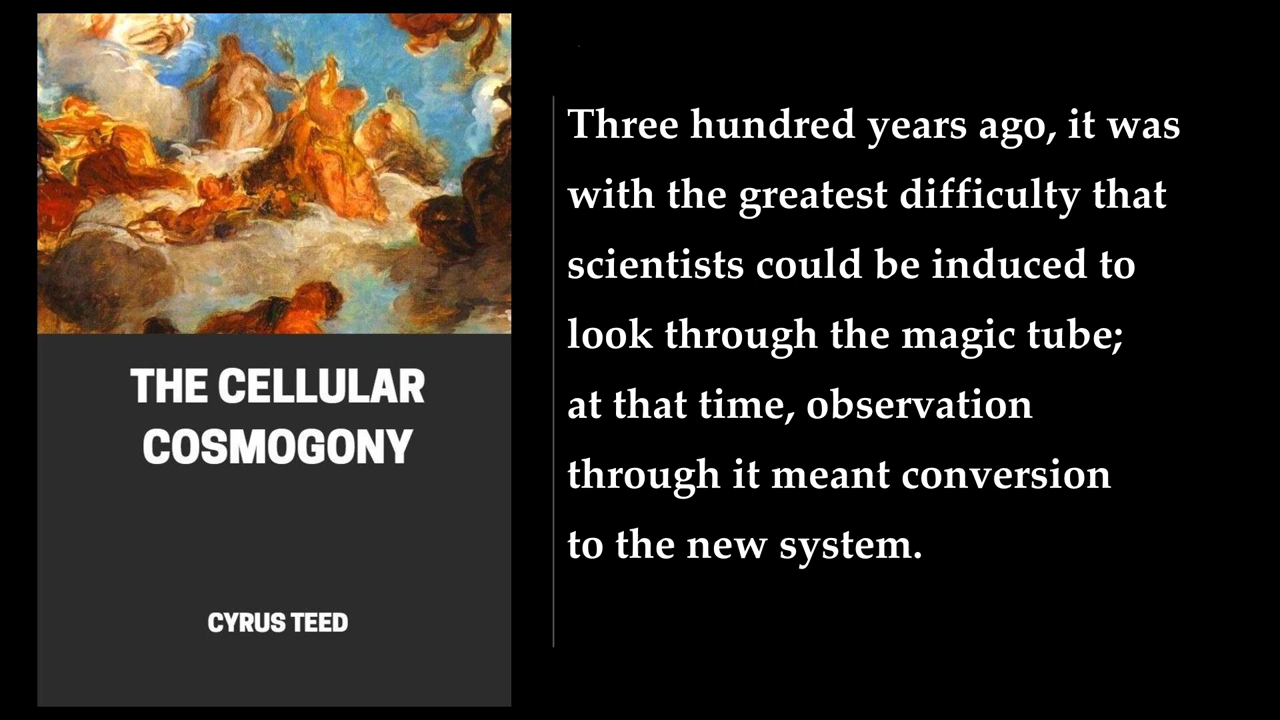 THE CELLULAR
COSMOGONY
CYRUS TEED
Three hundred years ago, it was
with the greatest difficulty that
scientists could be induced to
look through the magic tube;
at that time, observation
through it meant conversion
to the new system.